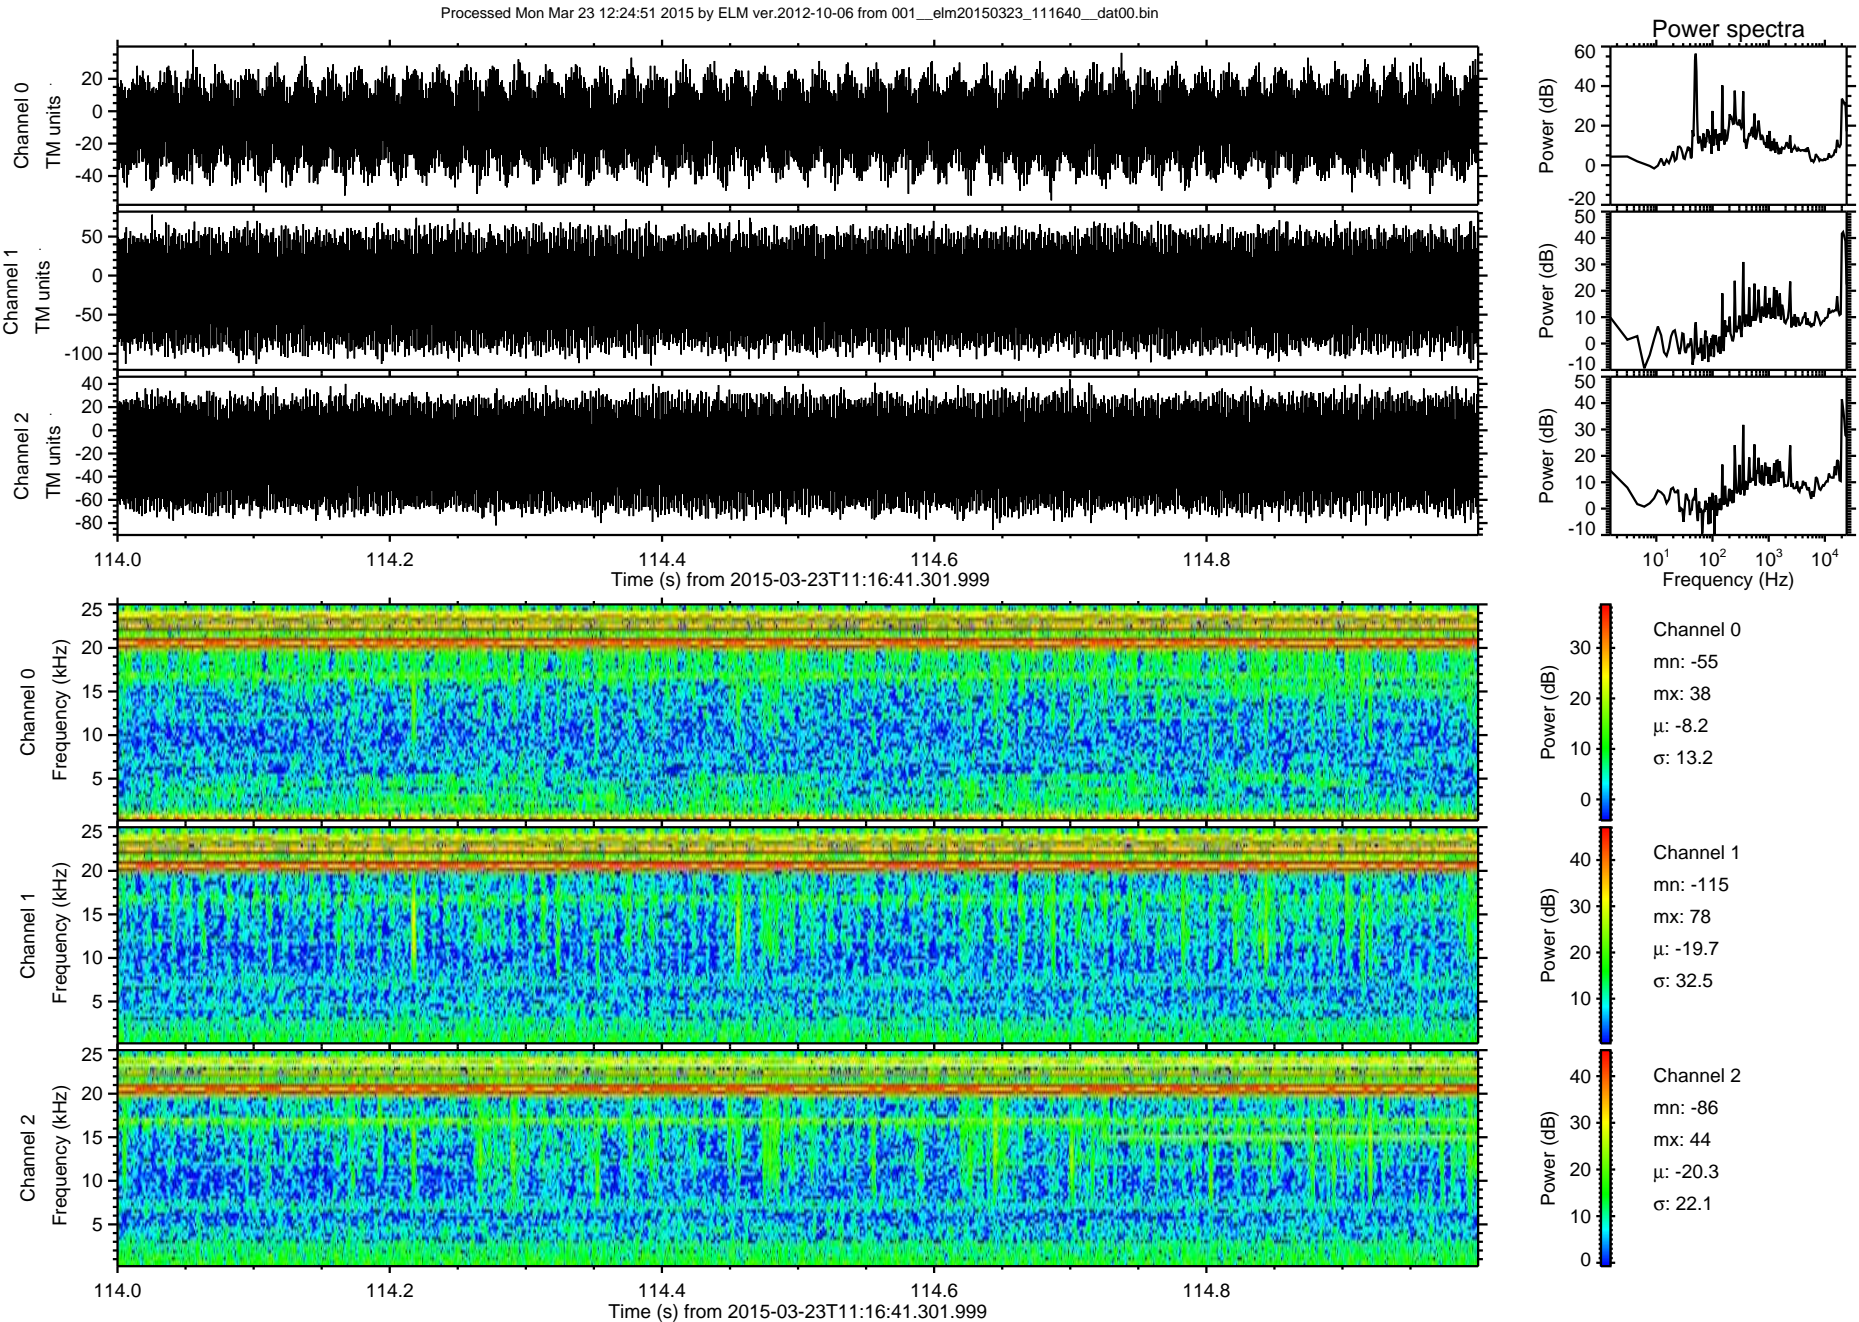 Processed Mon Mar 23 12:24:51 2015 by ELM ver.2012-10-06 from 001__elm20150323_111640__dat00.bin
Power spectra
Channel 0
TM units
20
0
-20
-40
Power (dB)
60
40
20
0
-20
Channel 1
TM units
50
0
-50
-100
Power (dB)
50
40
30
20
10
0
-10
Channel 2
TM units
40
20
0
-20
-40
-60
-80
Power (dB)
50
40
30
20
10
0
-10
114.0 114.2 114.4 114.6 114.8
Time (s) from 2015-03-23T11:16:41.301.999
10¹ 10² 10³ 10⁴
Frequency (Hz)
Channel 0
Frequency (kHz)
25
20
15
10
5
Power (dB)
30
20
10
0
Channel 0
mn: -55
mx: 38
μ: -8.2
σ: 13.2
Channel 1
Frequency (kHz)
25
20
15
10
5
Power (dB)
40
30
20
10
Channel 1
mn: -115
mx: 78
μ: -19.7
σ: 32.5
Channel 2
Frequency (kHz)
25
20
15
10
5
Power (dB)
40
30
20
10
0
Channel 2
mn: -86
mx: 44
μ: -20.3
σ: 22.1
114.0 114.2 114.4 114.6 114.8
Time (s) from 2015-03-23T11:16:41.301.999